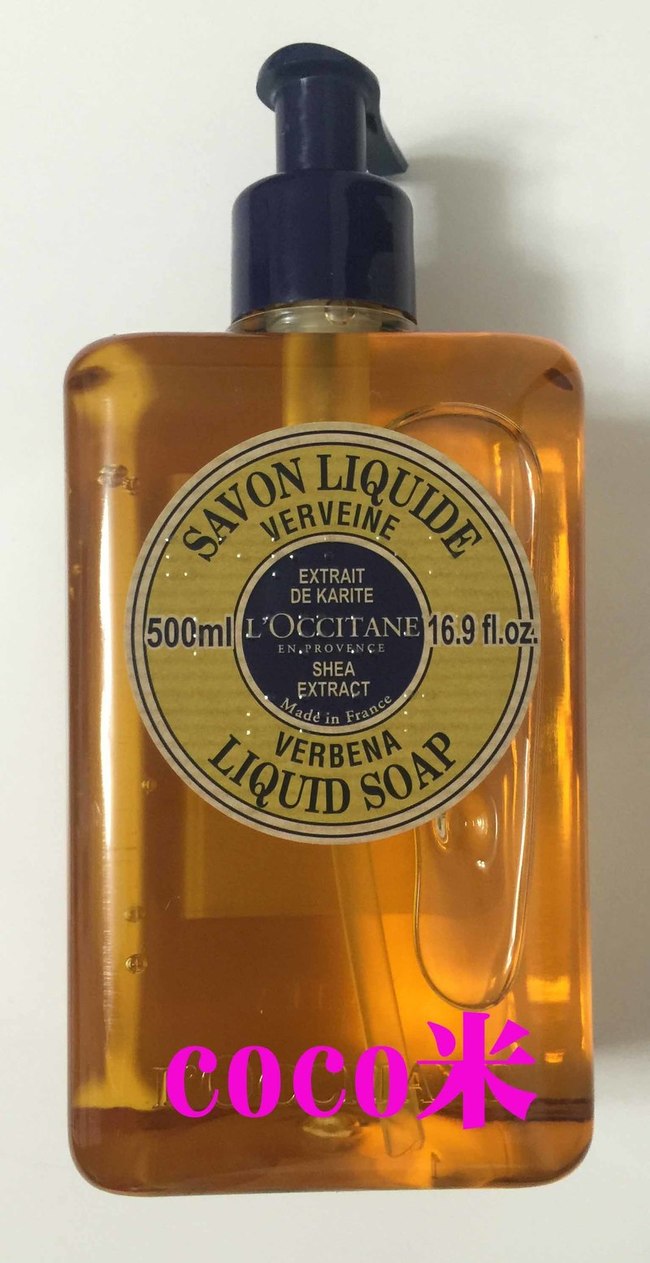 SAVON LIQUIDE
VERVEINE
EXTRAIT
DE KARITE
500ml
L'OCCITANE
16.9 fl.oz.
EN PROVENCE
SHEA
EXTRACT
Made in France
VERBENA
LIQUID SOAP
coco米